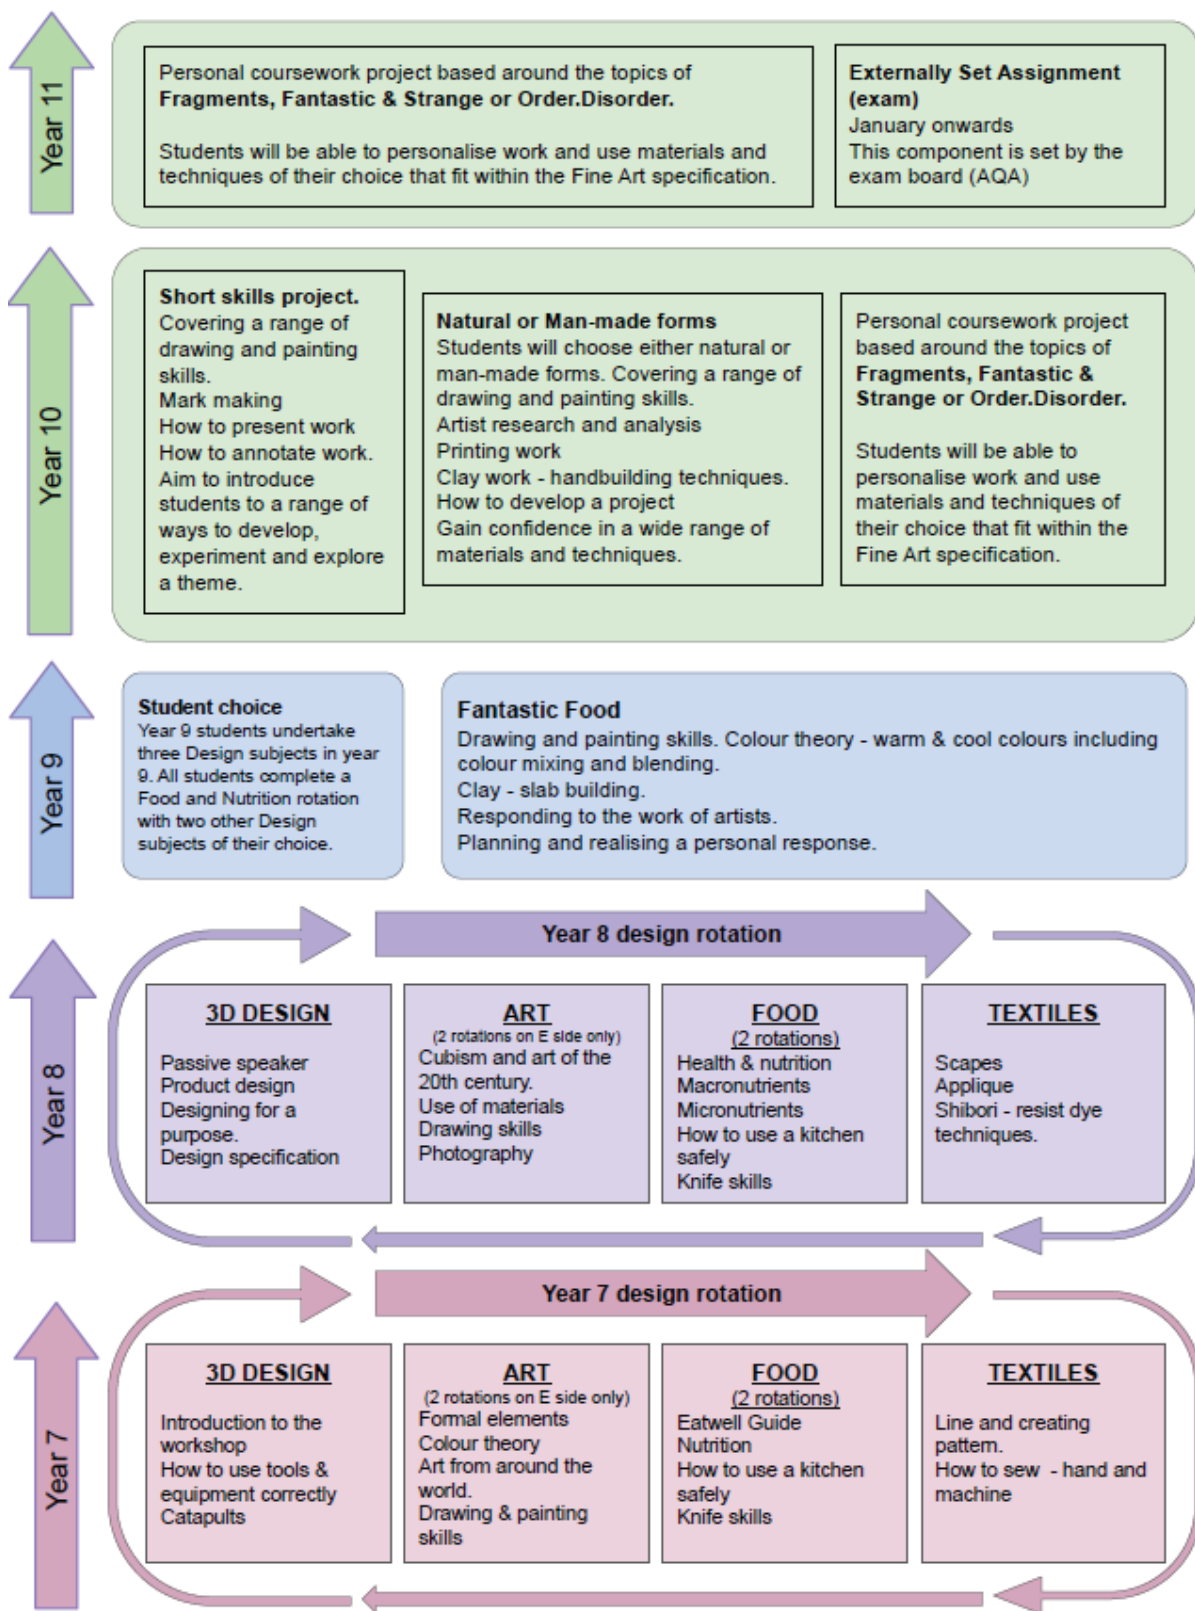 Year 11
Personal coursework project based around the topics of
Fragments, Fantastic & Strange or Order.Disorder.
Students will be able to personalise work and use materials and
techniques of their choice that fit within the Fine Art specification.
Externally Set Assignment
(exam)
January onwards
This component is set by the
exam board (AQA)
Year 10
Short skills project.
Covering a range of
drawing and painting
skills.
Mark making
How to present work
How to annotate work.
Aim to introduce
students to a range of
ways to develop,
experiment and explore
a theme.
Natural or Man-made forms
Students will choose either natural or
man-made forms. Covering a range of
drawing and painting skills.
Artist research and analysis
Printing work
Clay work - handbuilding techniques.
How to develop a project
Gain confidence in a wide range of
materials and techniques.
Personal coursework project
based around the topics of
Fragments, Fantastic &
Strange or Order.Disorder.
Students will be able to
personalise work and use
materials and techniques of
their choice that fit within the
Fine Art specification.
Year 9
Student choice
Year 9 students undertake
three Design subjects in year
9. All students complete a
Food and Nutrition rotation
with two other Design
subjects of their choice.
Fantastic Food
Drawing and painting skills. Colour theory - warm & cool colours including
colour mixing and blending.
Clay - slab building.
Responding to the work of artists.
Planning and realising a personal response.
Year 8
Year 8 design rotation
3D DESIGN
Passive speaker
Product design
Designing for a
purpose.
Design specification
ART
(2 rotations on E side only)
Cubism and art of the
20th century.
Use of materials
Drawing skills
Photography
FOOD
(2 rotations)
Health & nutrition
Macronutrients
Micronutrients
How to use a kitchen
safely
Knife skills
TEXTILES
Scapes
Applique
Shibori - resist dye
techniques.
Year 7
Year 7 design rotation
3D DESIGN
Introduction to the
workshop
How to use tools &
equipment correctly
Catapults
ART
(2 rotations on E side only)
Formal elements
Colour theory
Art from around the
world.
Drawing & painting
skills
FOOD
(2 rotations)
Eatwell Guide
Nutrition
How to use a kitchen
safely
Knife skills
TEXTILES
Line and creating
pattern.
How to sew - hand and
machine